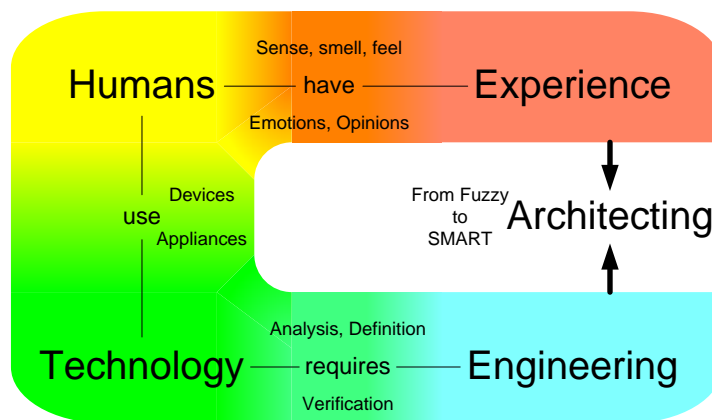 Sense, smell, feel
Humans
have
Experience
Emotions, Opinions
Devices
use
Appliances
From Fuzzy
to
SMART
Architecting
Analysis, Definition
Technology
requires
Engineering
Verification